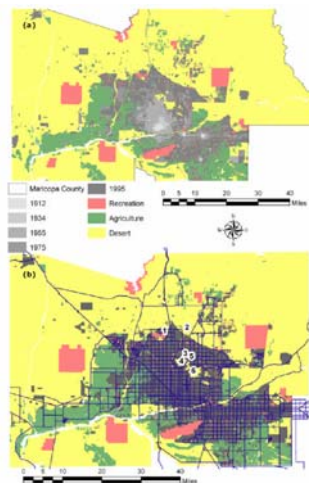 (a)
Maricopa County
1912
1934
1955
1975
1995
Recreation
Agriculture
Desert
0 5 10 20 30 40
Miles
N
(b)
1
2
0 5 10 20 30 40
Miles